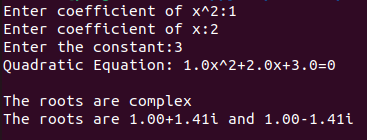 Enter coefficient of x^2:1
Enter coefficient of x:2
Enter the constant:3
Quadratic Equation: 1.0x^2+2.0x+3.0=0
The roots are complex
The roots are 1.00+1.41i and 1.00-1.41i